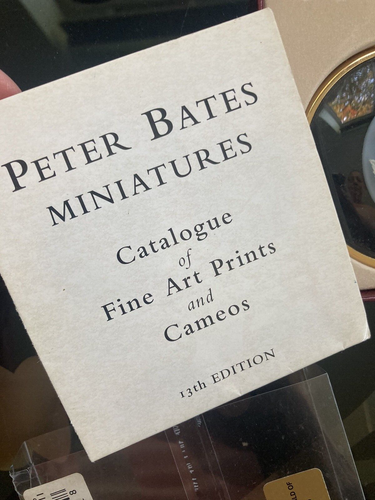 PETER BATES
MINIATURES
Catalogue
of
Fine Art Prints
and
Cameos
13th EDITION